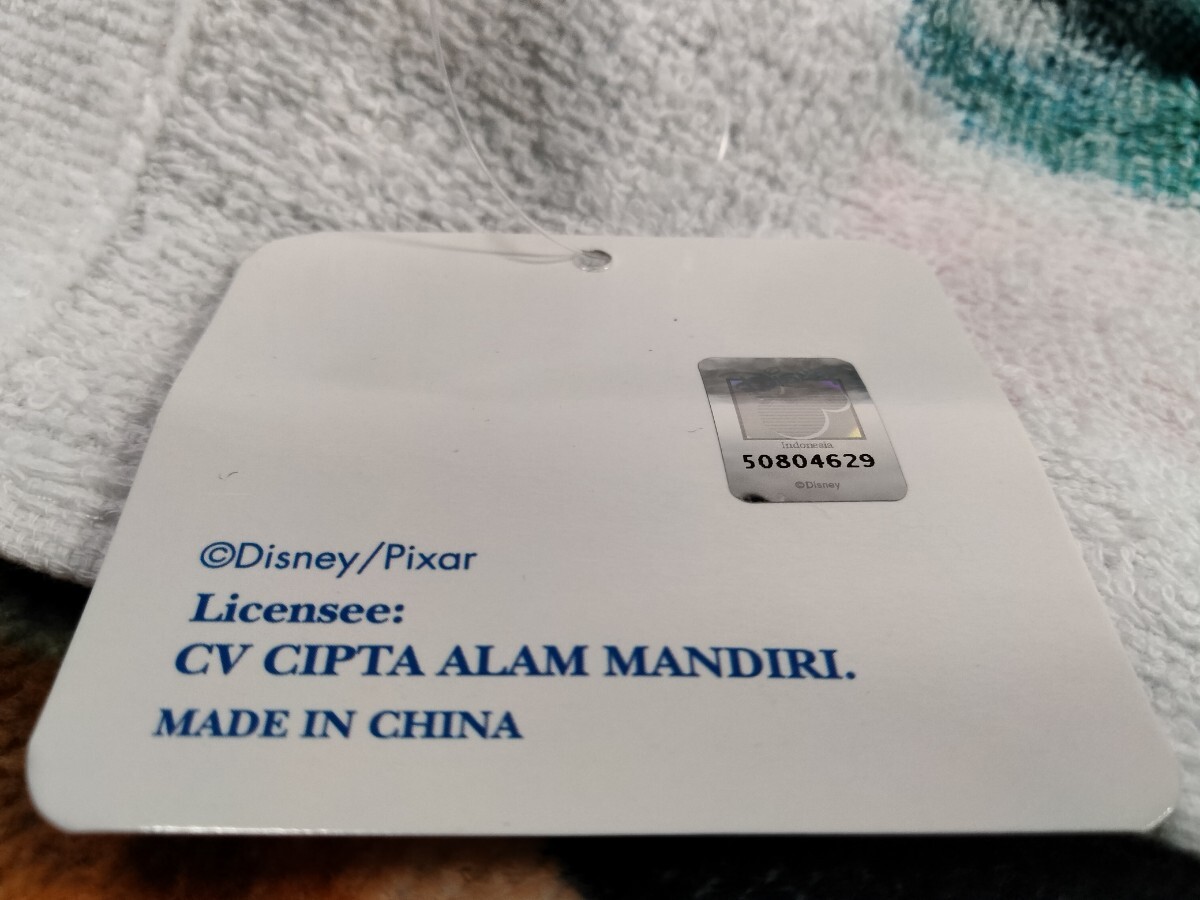 Indonesia
50804629
©Disney
©Disney/Pixar
Licensee:
CV CIPTA ALAM MANDIRI.
MADE IN CHINA